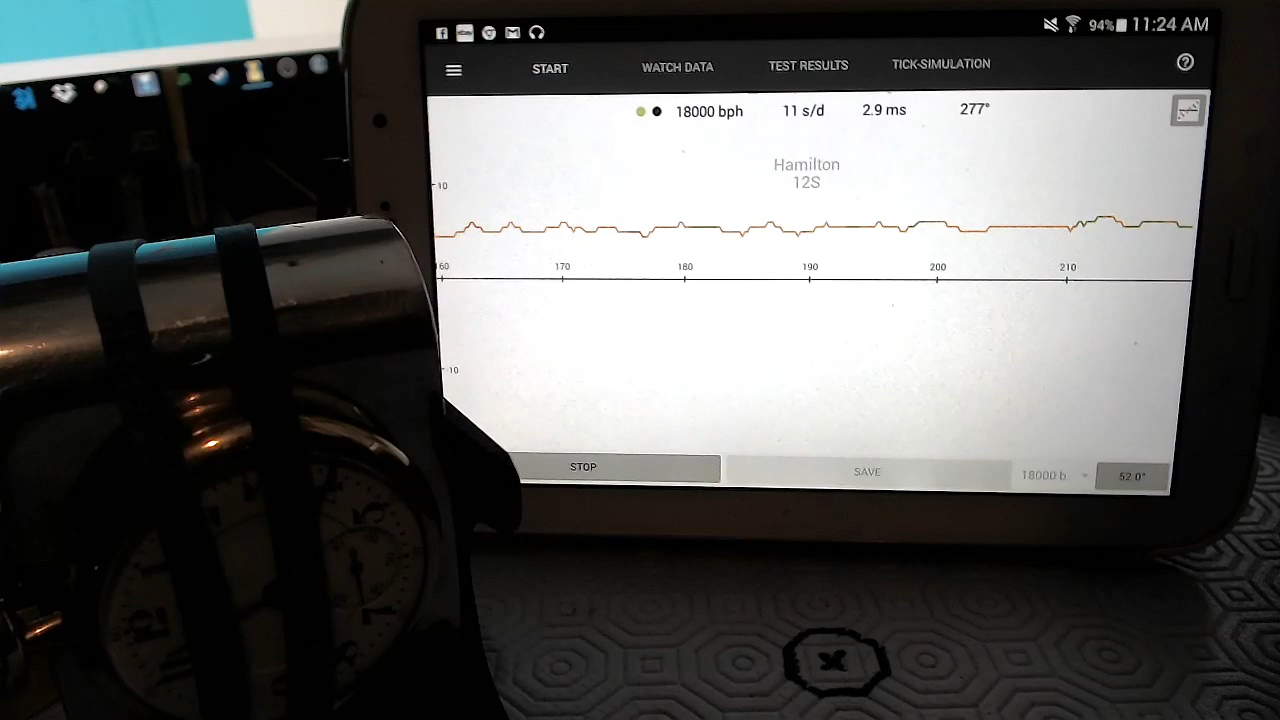 94% 11:24 AM
START WATCH DATA TEST RESULTS TICK-SIMULATION
18000 bph 11 s/d 2.9 ms 277°
Hamilton
12S
10
160 170 180 190 200 210
-10
STOP SAVE 18000 b 52.0°